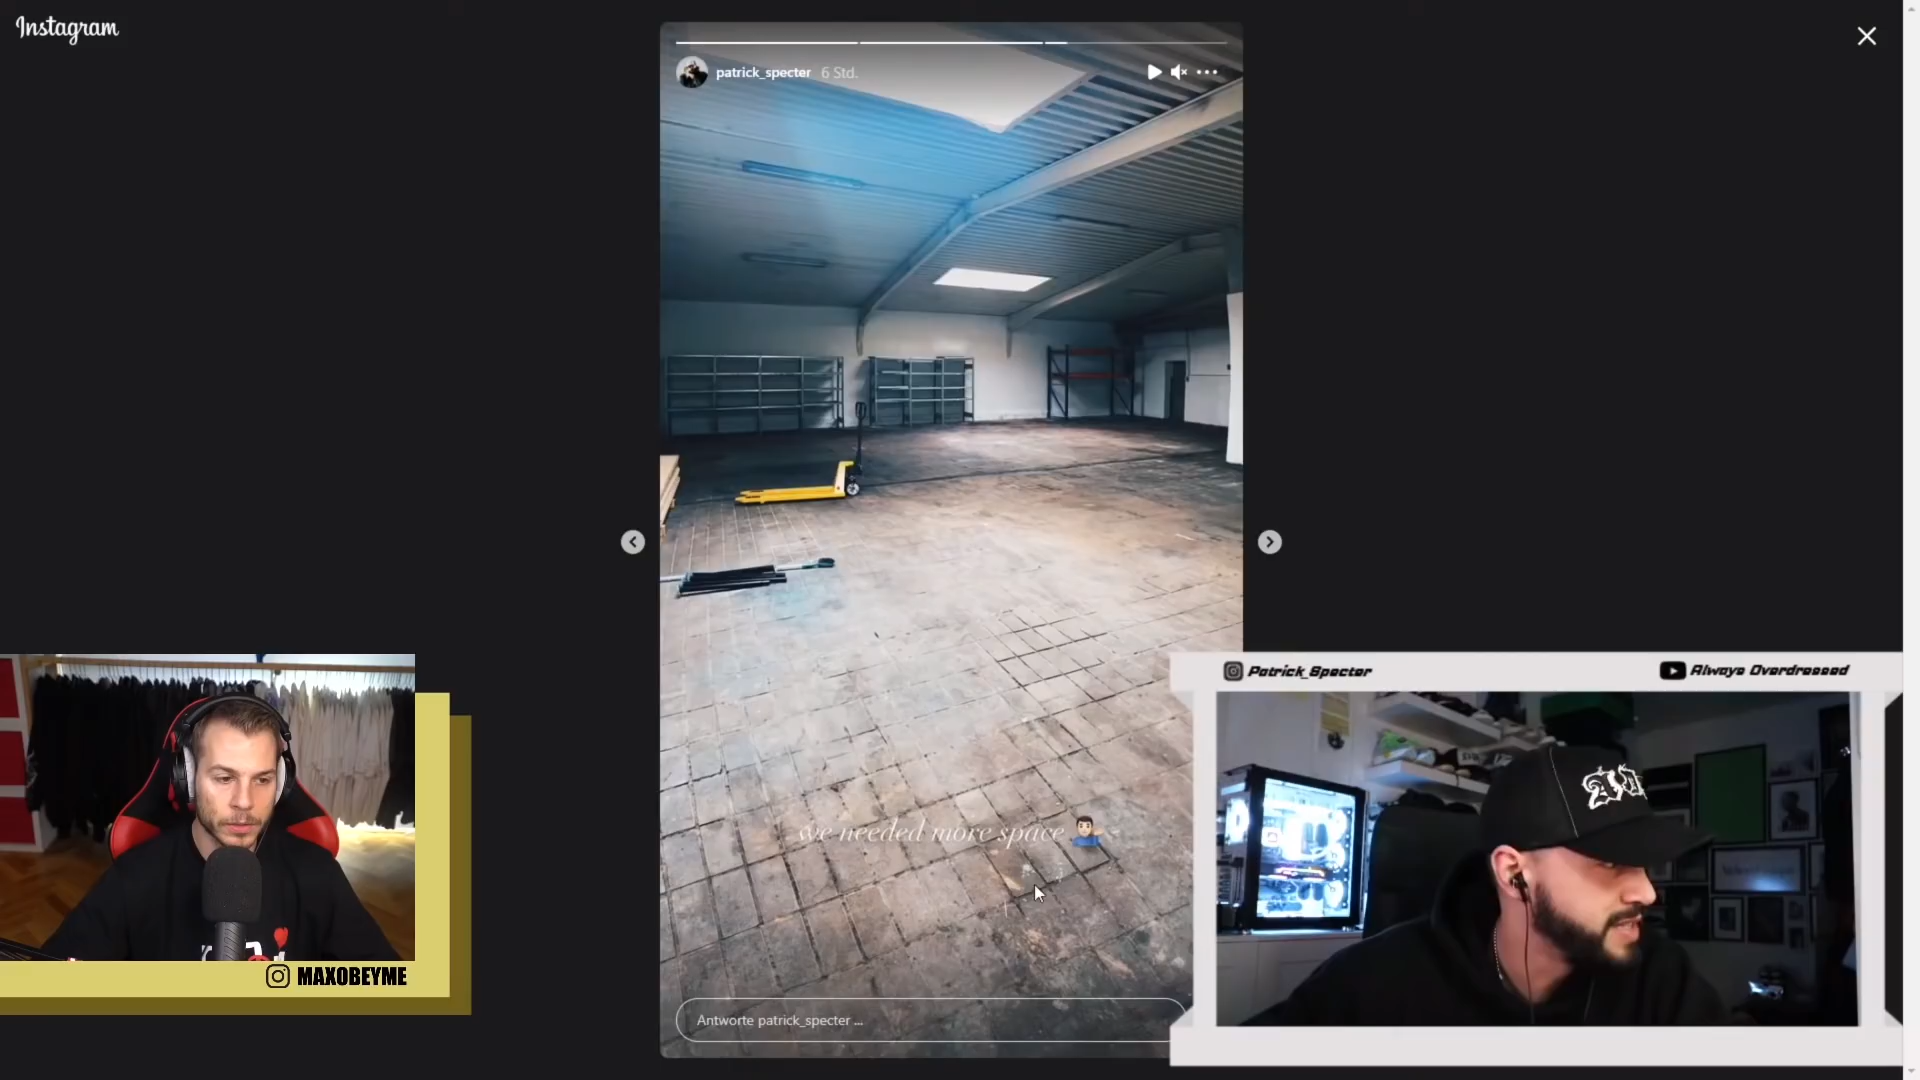 Instagram
patrick_specter 6 Std.
we needed more space
Antworte patrick_specter ...
MAXOBEYME
Patrick_Specter
Always Overdressed